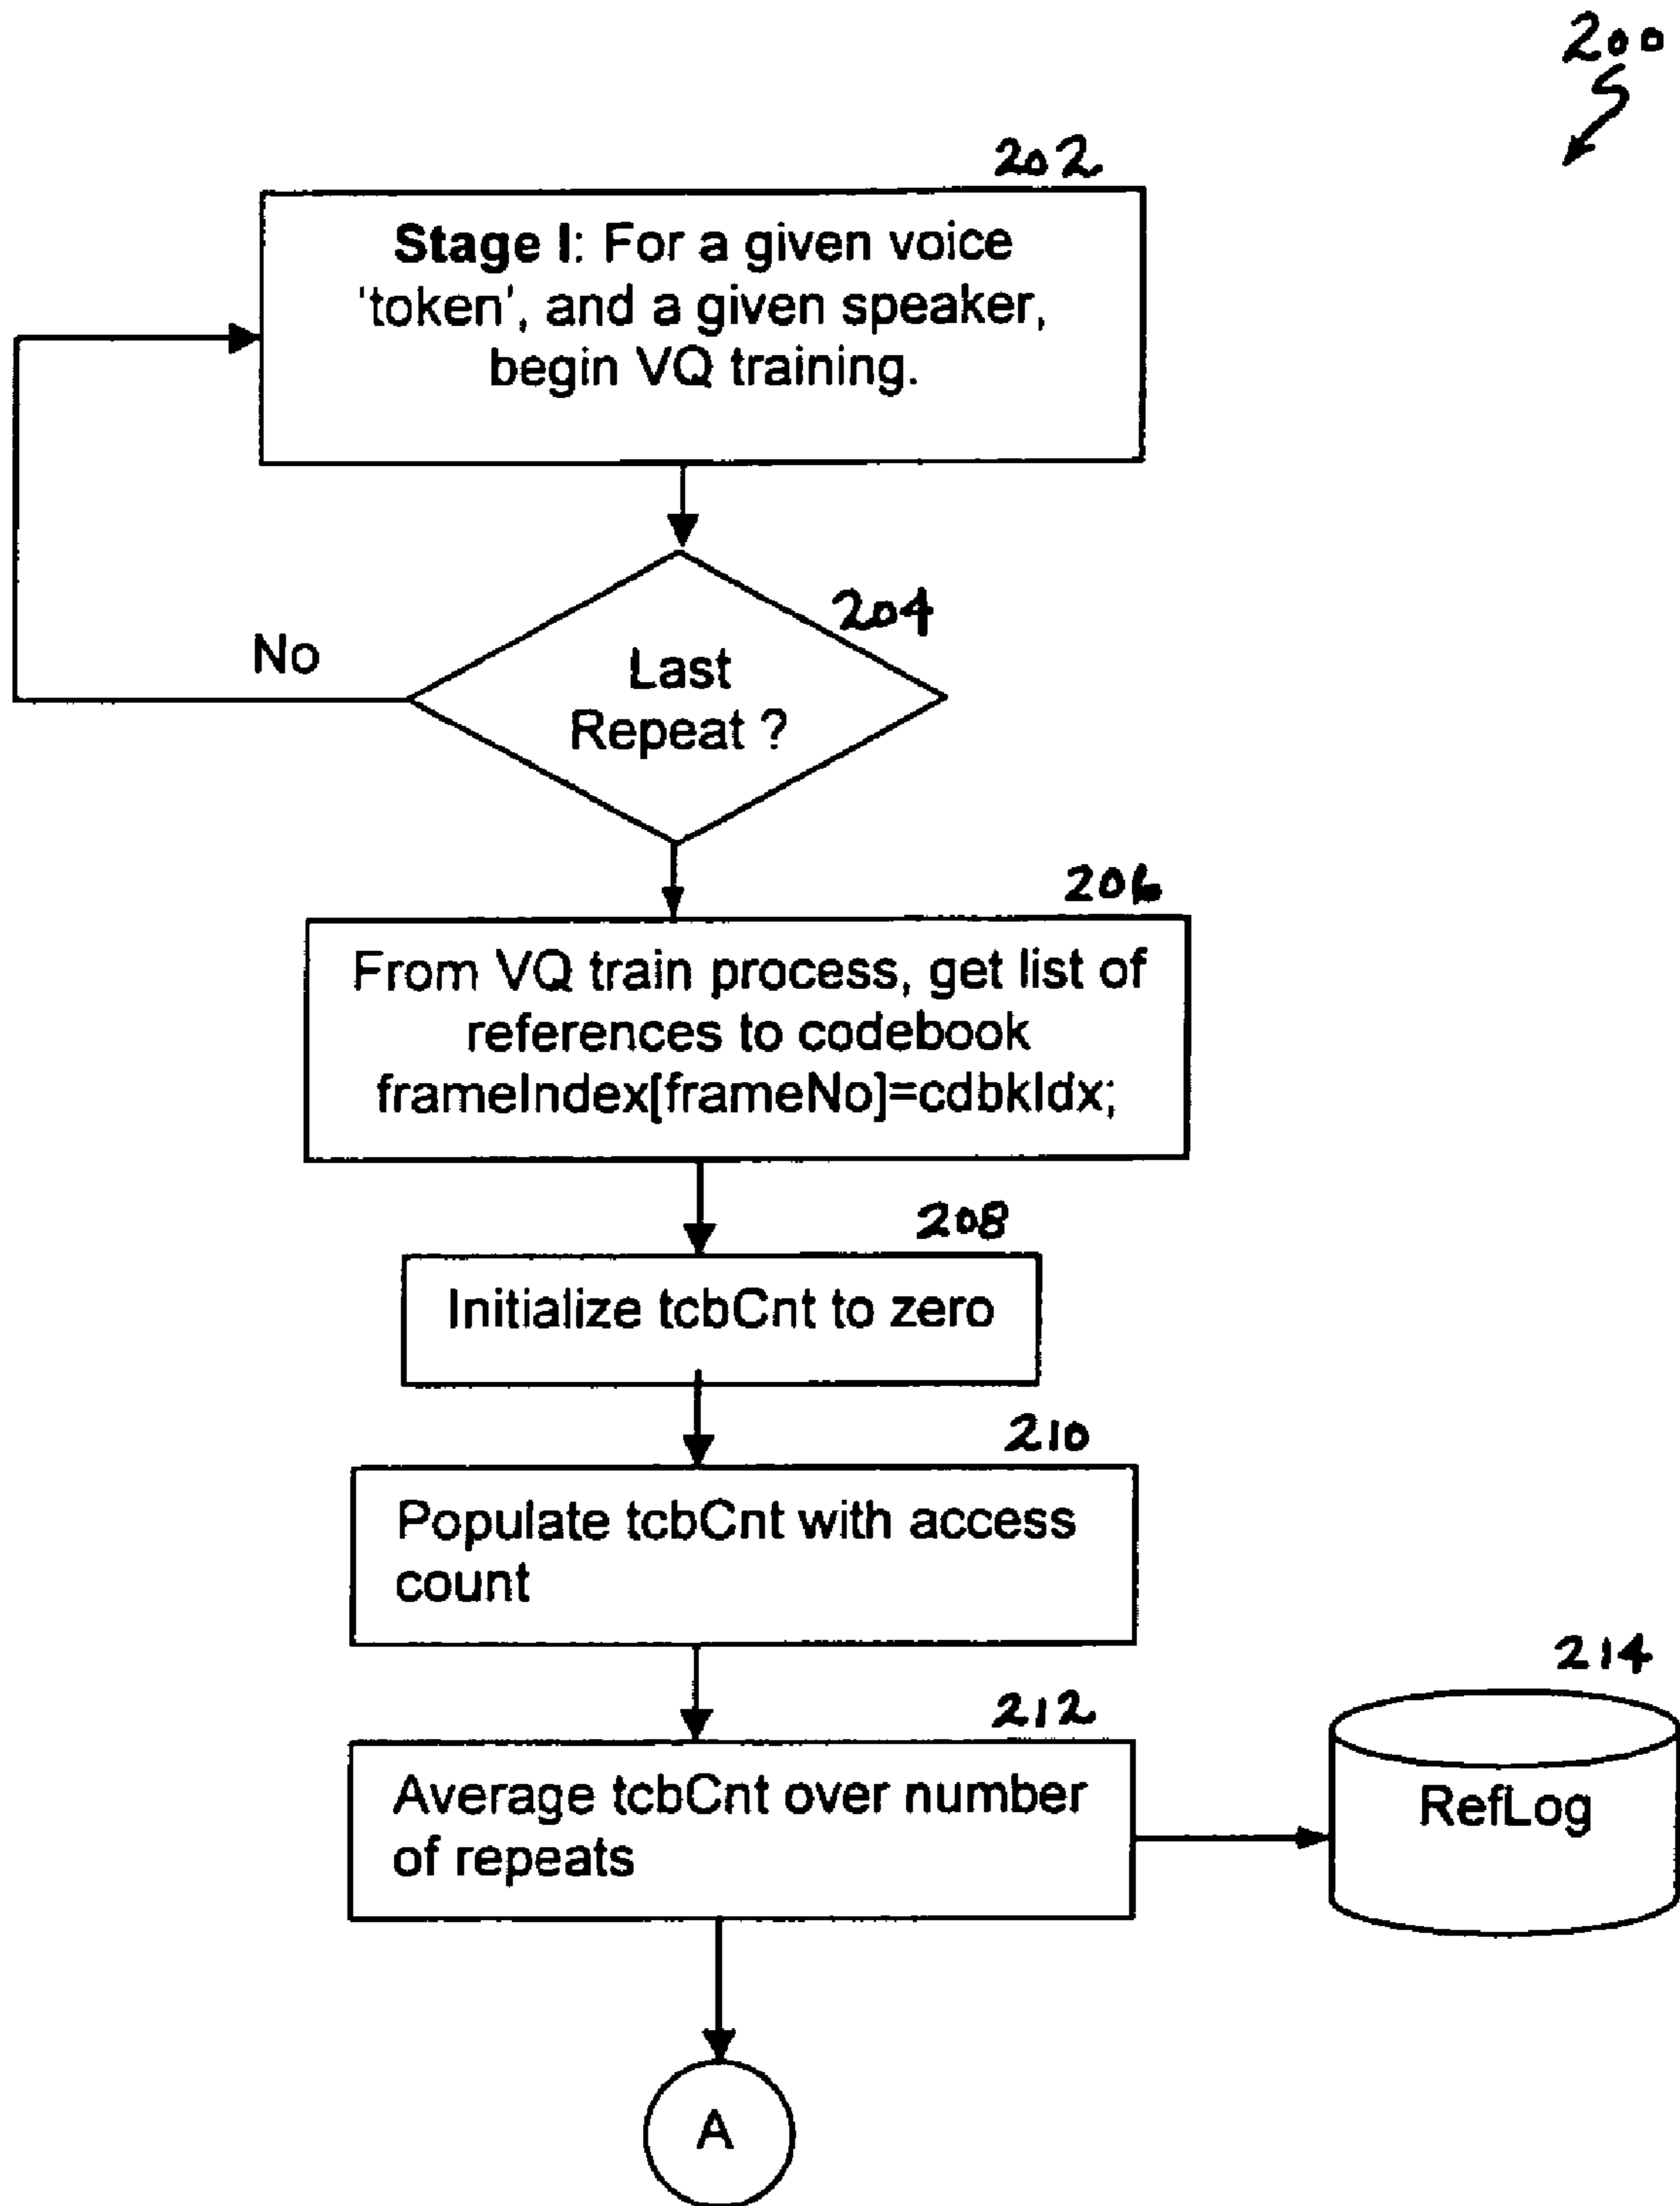 200
202
Stage I: For a given voice
'token', and a given speaker,
begin VQ training.
204
No
Last
Repeat ?
206
From VQ train process, get list of
references to codebook
frameIndex[frameNo]=cdbkIdx;
208
Initialize tcbCnt to zero
210
Populate tcbCnt with access
count
212
214
Average tcbCnt over number
of repeats
RefLog
A